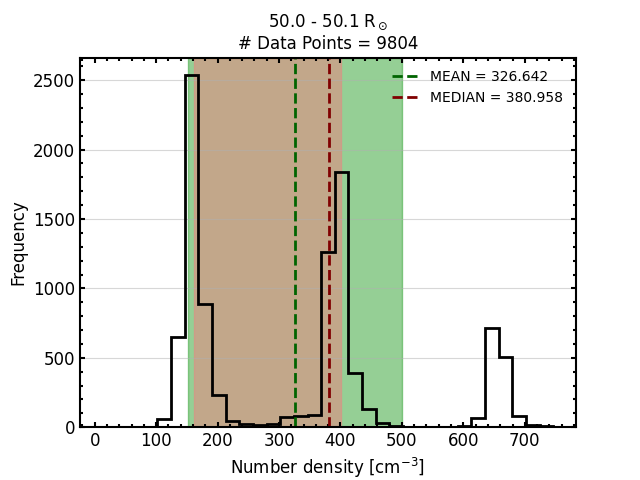 50.0 - 50.1 R⊙
# Data Points = 9804
MEAN = 326.642
MEDIAN = 380.958
Frequency
2500
2000
1500
1000
500
0
0 100 200 300 400 500 600 700
Number density [cm⁻³]